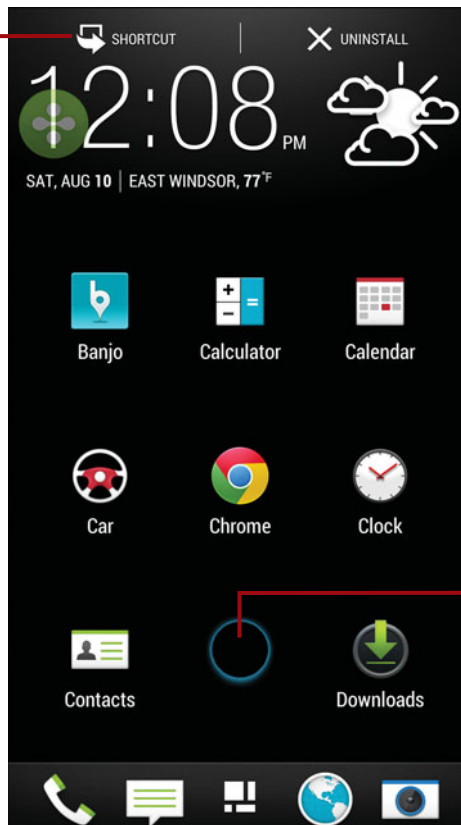 SHORTCUT | UNINSTALL
12:08 PM
SAT, AUG 10 | EAST WINDSOR, 77°F
Banjo Calculator Calendar
Car Chrome Clock
Contacts Downloads